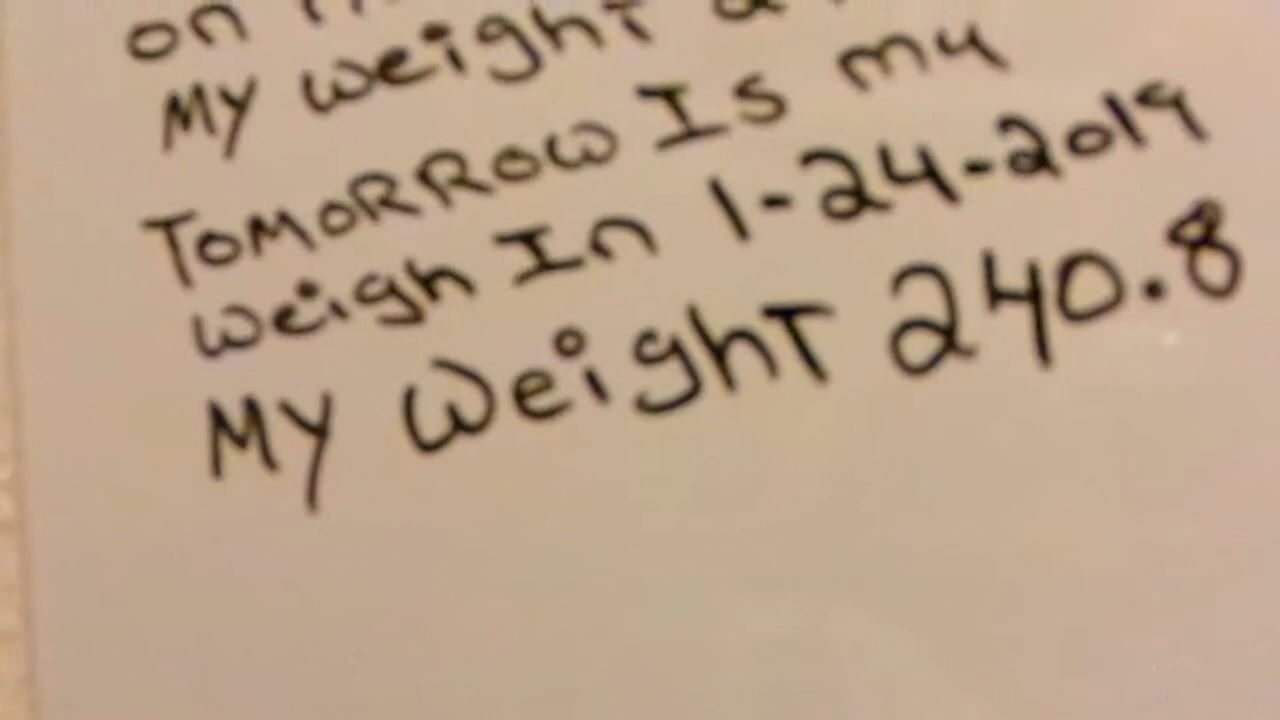 on
My weight
TOMORROW IS my
weigh In 1-24-2019
My weighT 240.8